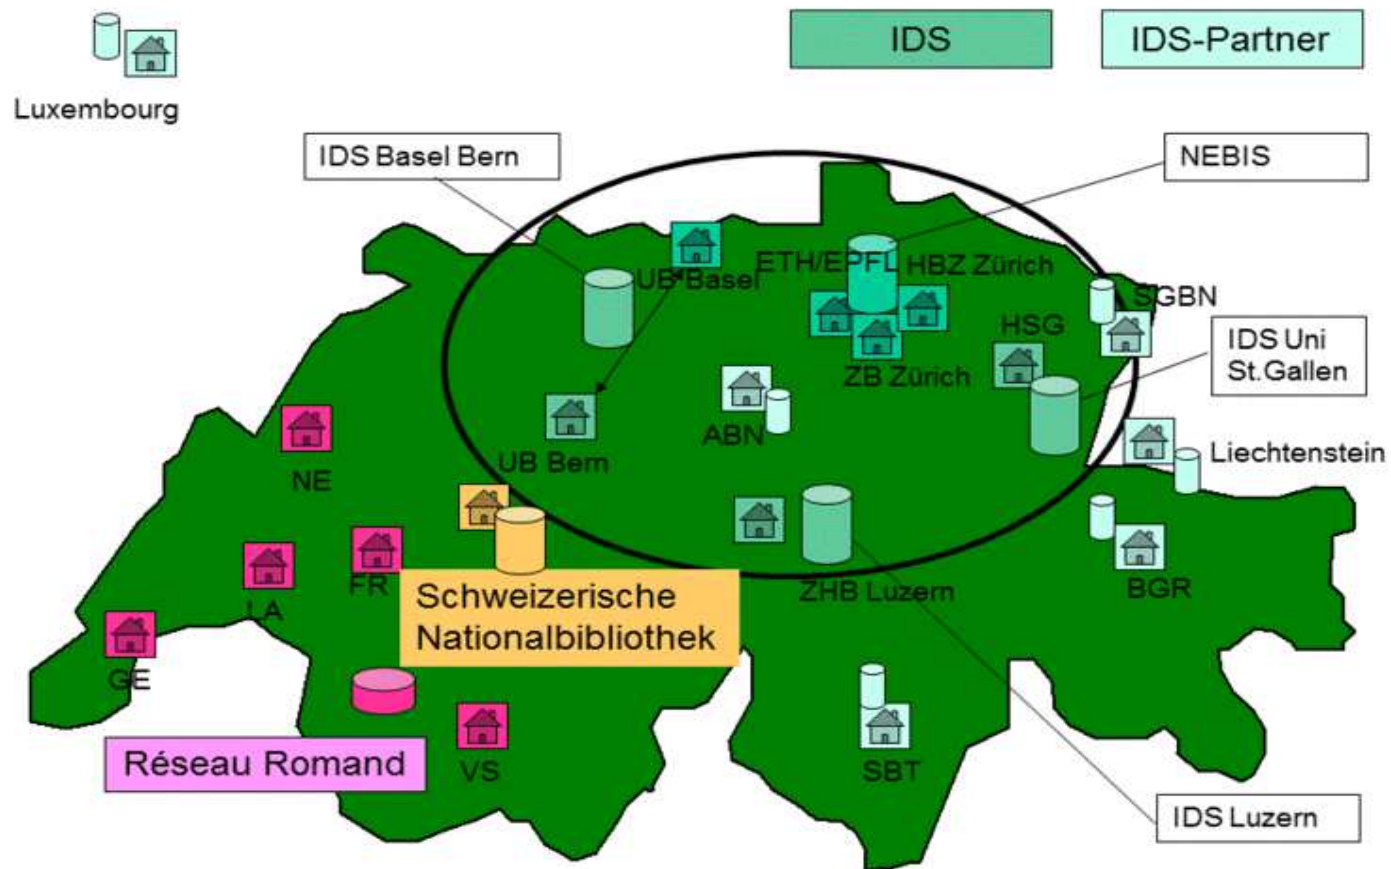 IDS
IDS-Partner
Luxembourg
IDS Basel Bern
NEBIS
UB Basel
ETH/EPFL
HBZ Zürich
SGBN
HSG
IDS Uni
St.Gallen
ZB Zürich
ABN
UB Bern
NE
Liechtenstein
FR
LA
Schweizerische
Nationalbibliothek
ZHB Luzern
BGR
GE
Réseau Romand
VS
SBT
IDS Luzern